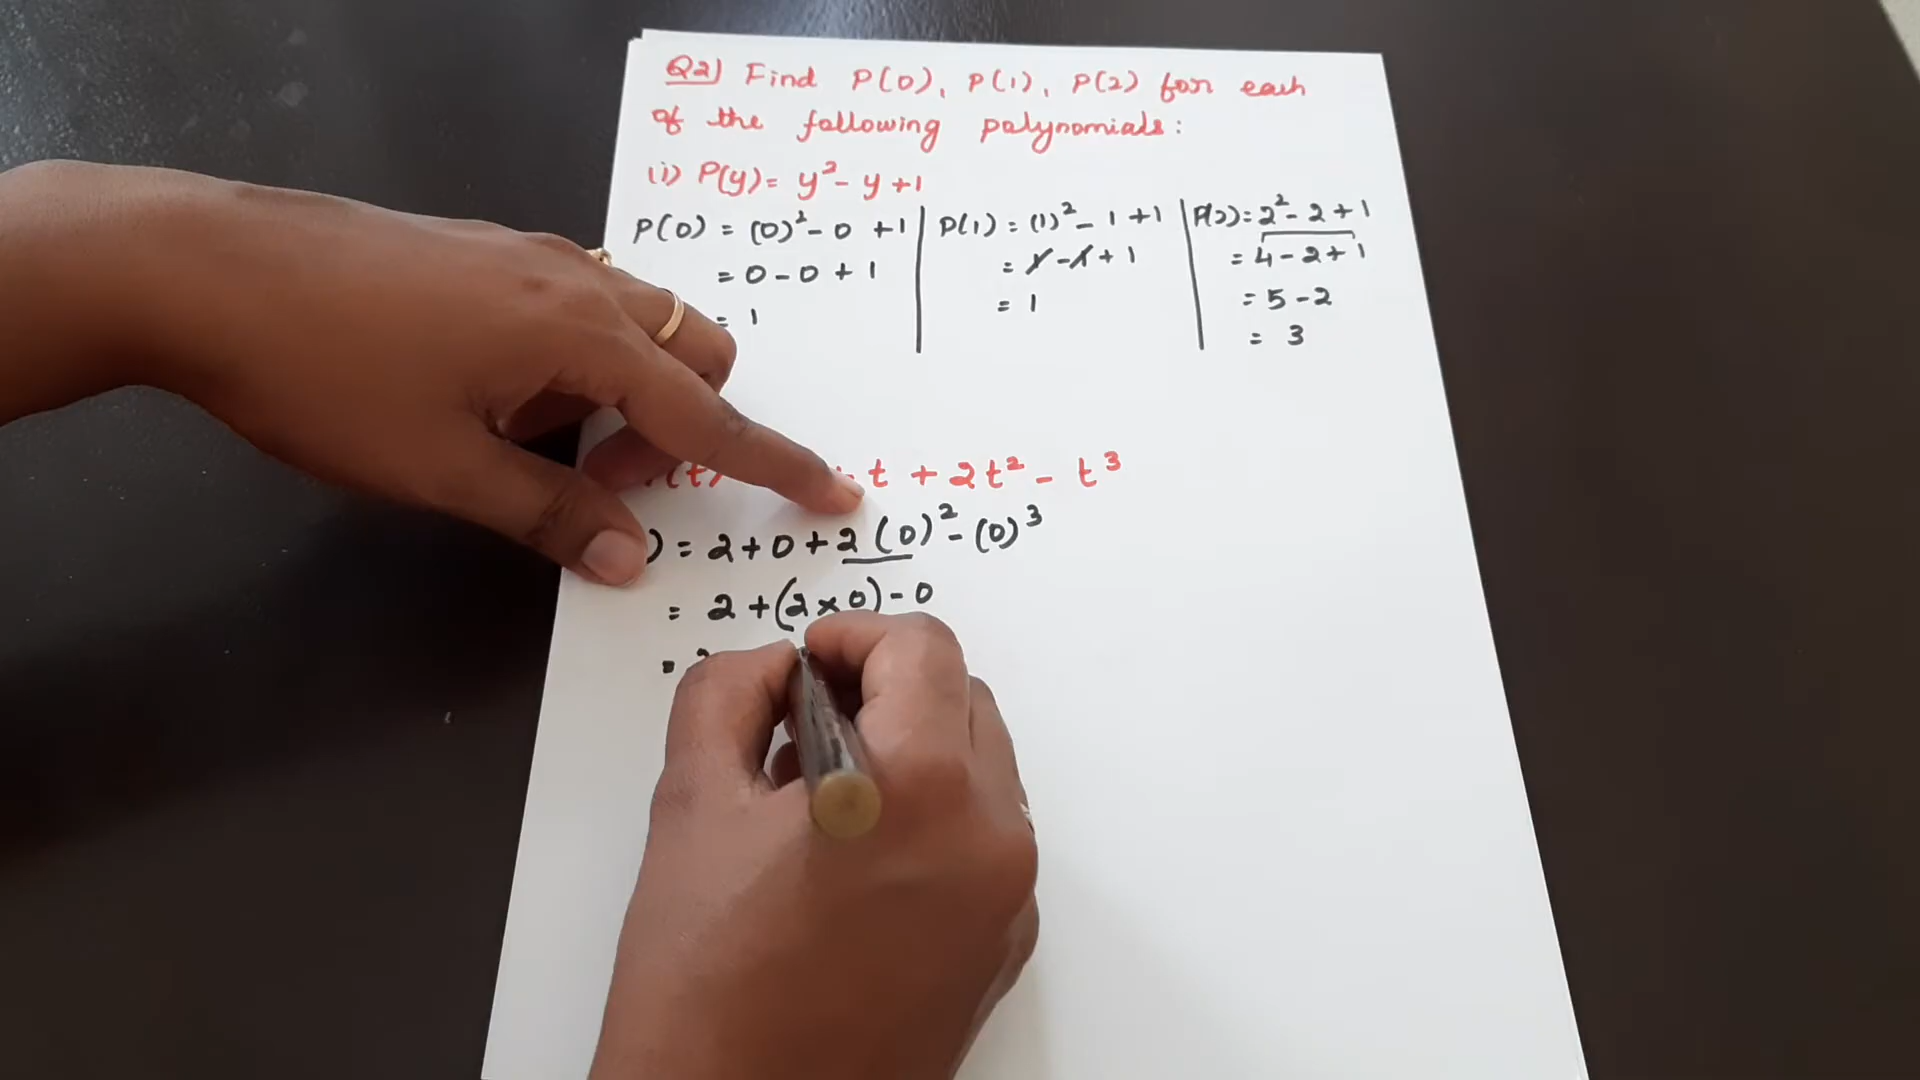 Q2) Find P(0), P(1), P(2) for each
of the following polynomials:
(i) P(y) = y² - y + 1
P(0) = (0)² - 0 + 1
= 0 - 0 + 1
= 1
P(1) = (1)² - 1 + 1
= 1 - 1 + 1
= 1
P(2) = 2² - 2 + 1
= 4 - 2 + 1
= 5 - 2
= 3
(t) t + 2t² - t³
) = 2 + 0 + 2 (0)² - (0)³
= 2 + (2 × 0) - 0
=